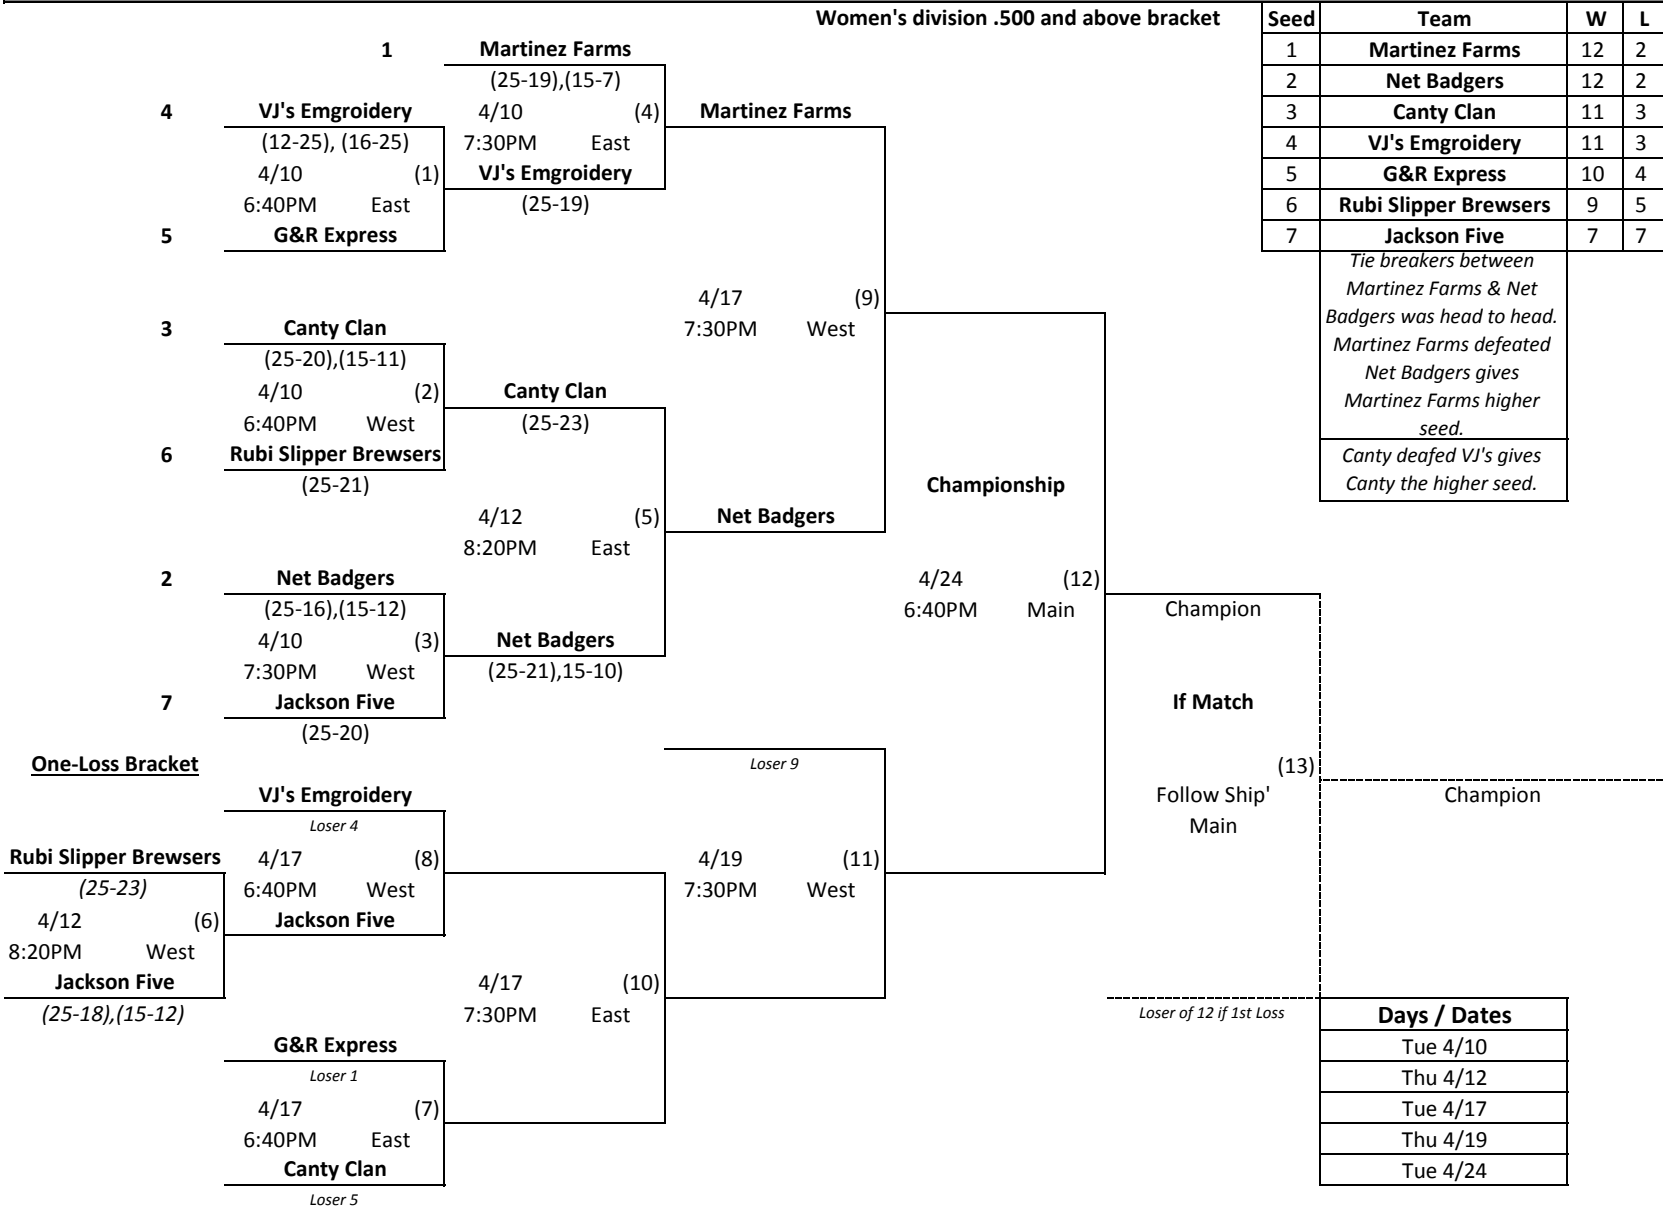 Women's division .500 and above bracket
Seed Team W L
1 Martinez Farms 12 2
2 Net Badgers 12 2
3 Canty Clan 11 3
4 VJ's Emgroidery 11 3
5 G&R Express 10 4
6 Rubi Slipper Brewsers 9 5
7 Jackson Five 7 7
Tie breakers between
Martinez Farms & Net
Badgers was head to head.
Martinez Farms defeated
Net Badgers gives
Martinez Farms higher
seed.
Canty deafed VJ's gives
Canty the higher seed.
1 Martinez Farms
(25-19),(15-7)
4 VJ's Emgroidery
4/10 (4)
Martinez Farms
(12-25), (16-25)
7:30PM East
4/10 (1)
VJ's Emgroidery
6:40PM East
(25-19)
5 G&R Express
4/17 (9)
7:30PM West
3 Canty Clan
(25-20),(15-11)
4/10 (2)
Canty Clan
6:40PM West
(25-23)
6 Rubi Slipper Brewsers
(25-21)
Championship
4/12 (5)
Net Badgers
8:20PM East
2 Net Badgers
4/24 (12)
(25-16),(15-12)
6:40PM Main
Champion
4/10 (3)
Net Badgers
7:30PM West
(25-21),15-10)
7 Jackson Five
If Match
(25-20)
One-Loss Bracket
Loser 9
(13)
VJ's Emgroidery
Follow Ship'
Champion
Loser 4
Main
Rubi Slipper Brewsers
4/17 (8)
4/19 (11)
(25-23)
6:40PM West
7:30PM West
4/12 (6)
Jackson Five
8:20PM West
Jackson Five
4/17 (10)
(25-18),(15-12)
7:30PM East
Loser of 12 if 1st Loss
G&R Express
Loser 1
4/17 (7)
6:40PM East
Canty Clan
Loser 5
Days / Dates
Tue 4/10
Thu 4/12
Tue 4/17
Thu 4/19
Tue 4/24